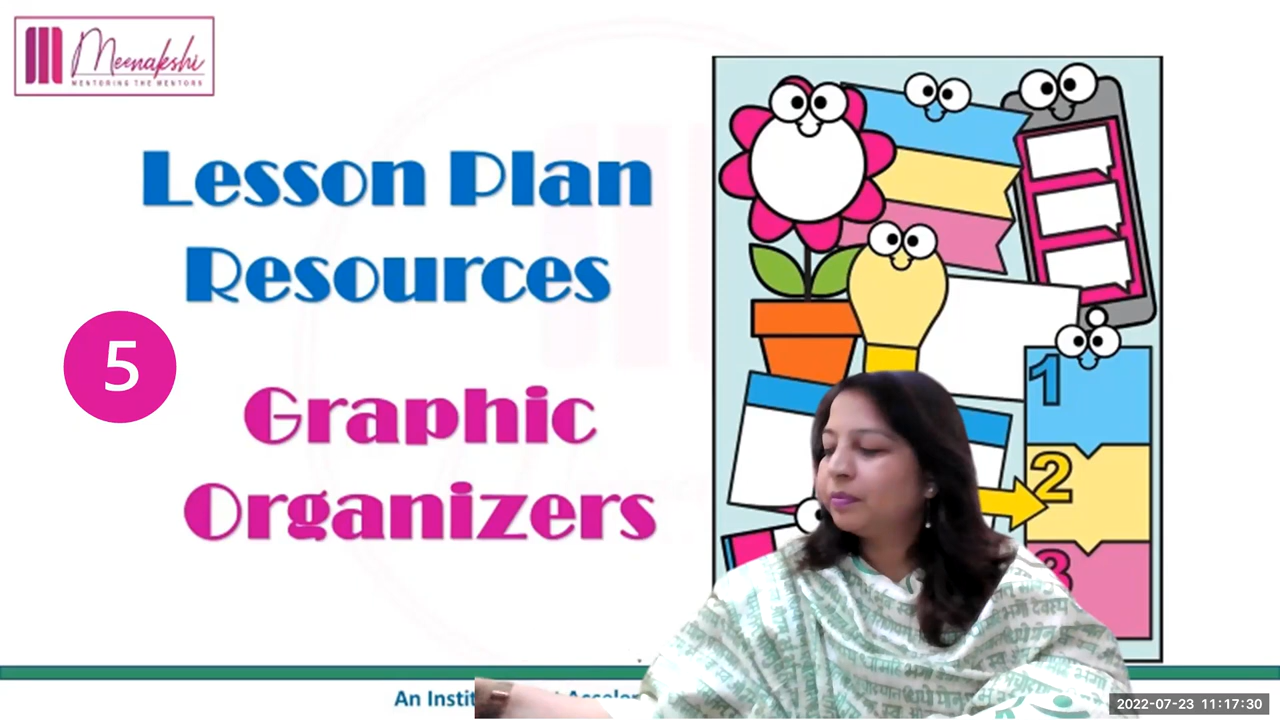 Meenakshi
MENTORING THE MENTORS
Lesson Plan
Resources
5
Graphic
Organizers
1
2
3
An
2022-07-23 11:17:30